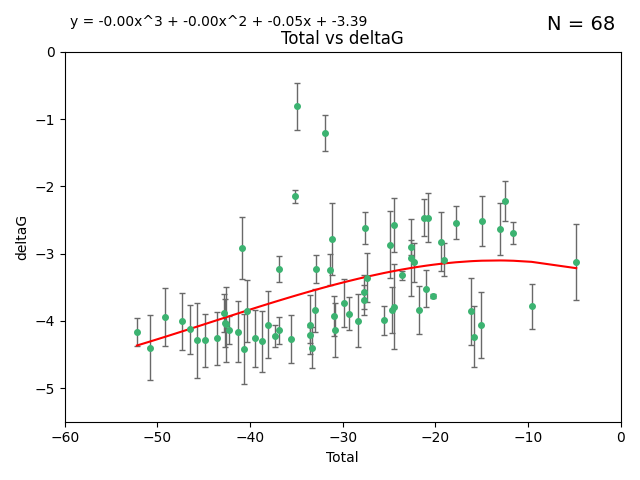 y = -0.00x^3 + -0.00x^2 + -0.05x + -3.39
N = 68
Total vs deltaG
0
−1
−2
−3
−4
−5
deltaG
−60 −50 −40 −30 −20 −10 0
Total